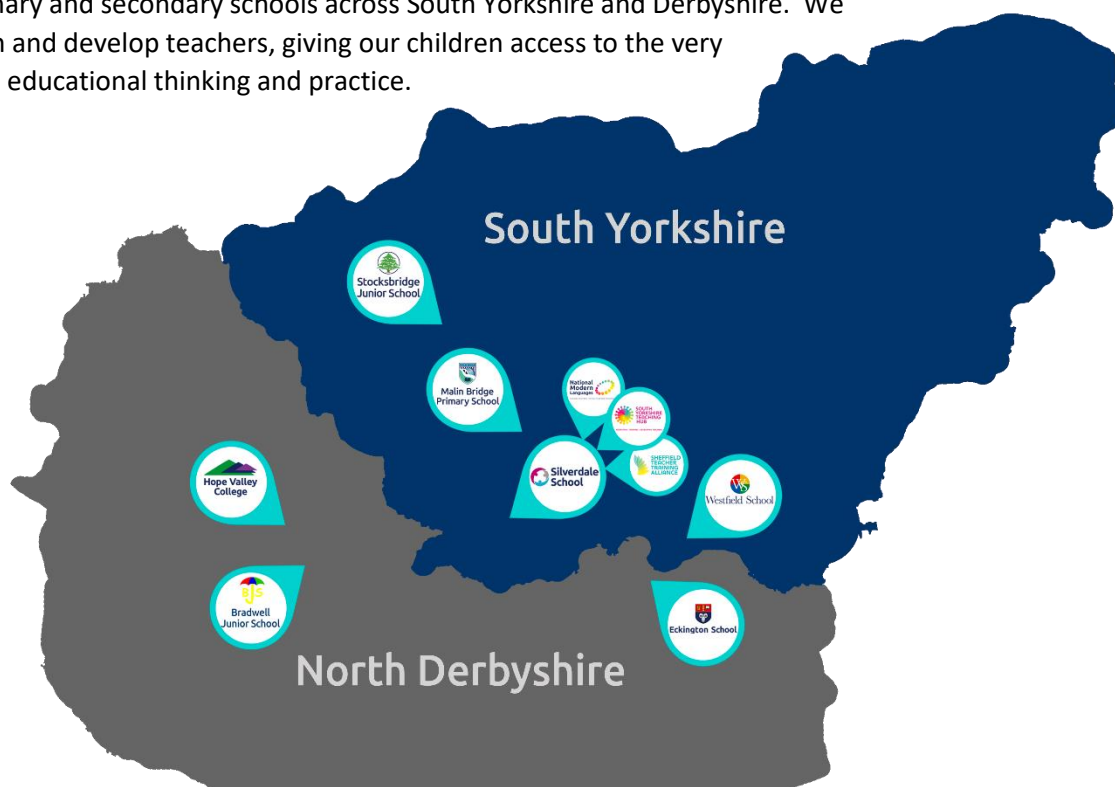 and secondary schools across South Yorkshire and Derbyshire. We
and develop teachers, giving our children access to the very
educational thinking and practice.
South Yorkshire
Stocksbridge
Junior School
Malin Bridge
Primary School
National
Modern
Languages
SOUTH
YORKSHIRE
TEACHING
HUB
Silverdale
School
SHEFFIELD
TEACHER
TRAINING
ALLIANCE
Westfield School
Hope Valley
College
BJS
Bradwell
Junior School
Eckington School
North Derbyshire